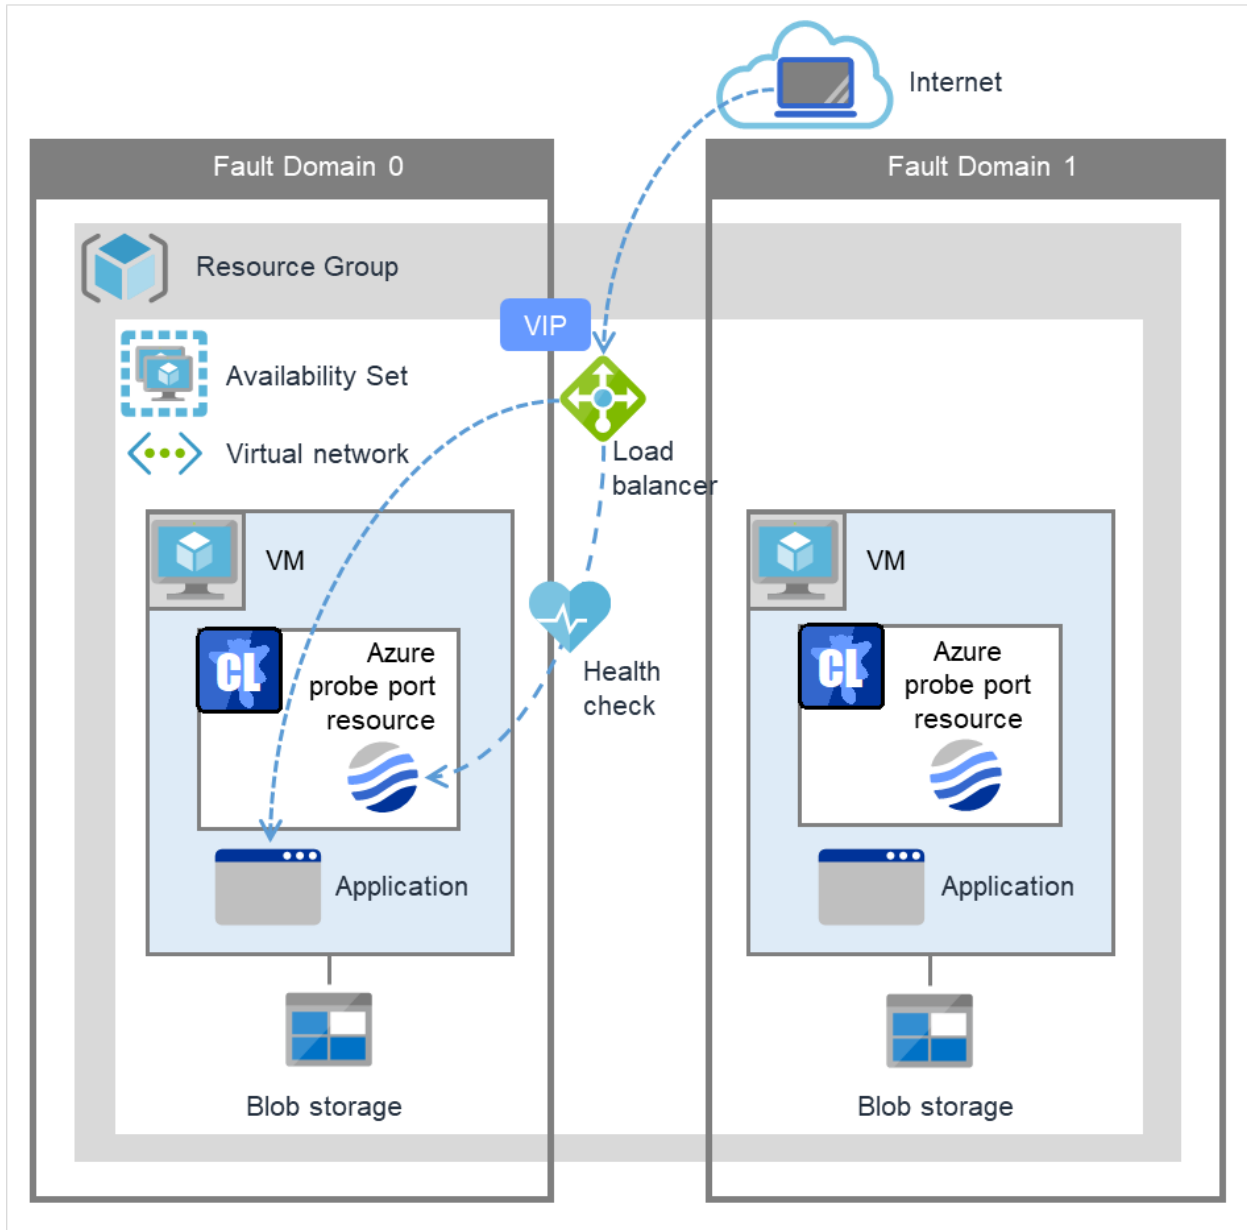 Internet
Fault Domain 0
Fault Domain 1
Resource Group
VIP
Availability Set
Virtual network
Load
balancer
VM
VM
CL
Azure
probe port
resource
Health
check
CL
Azure
probe port
resource
Application
Application
Blob storage
Blob storage